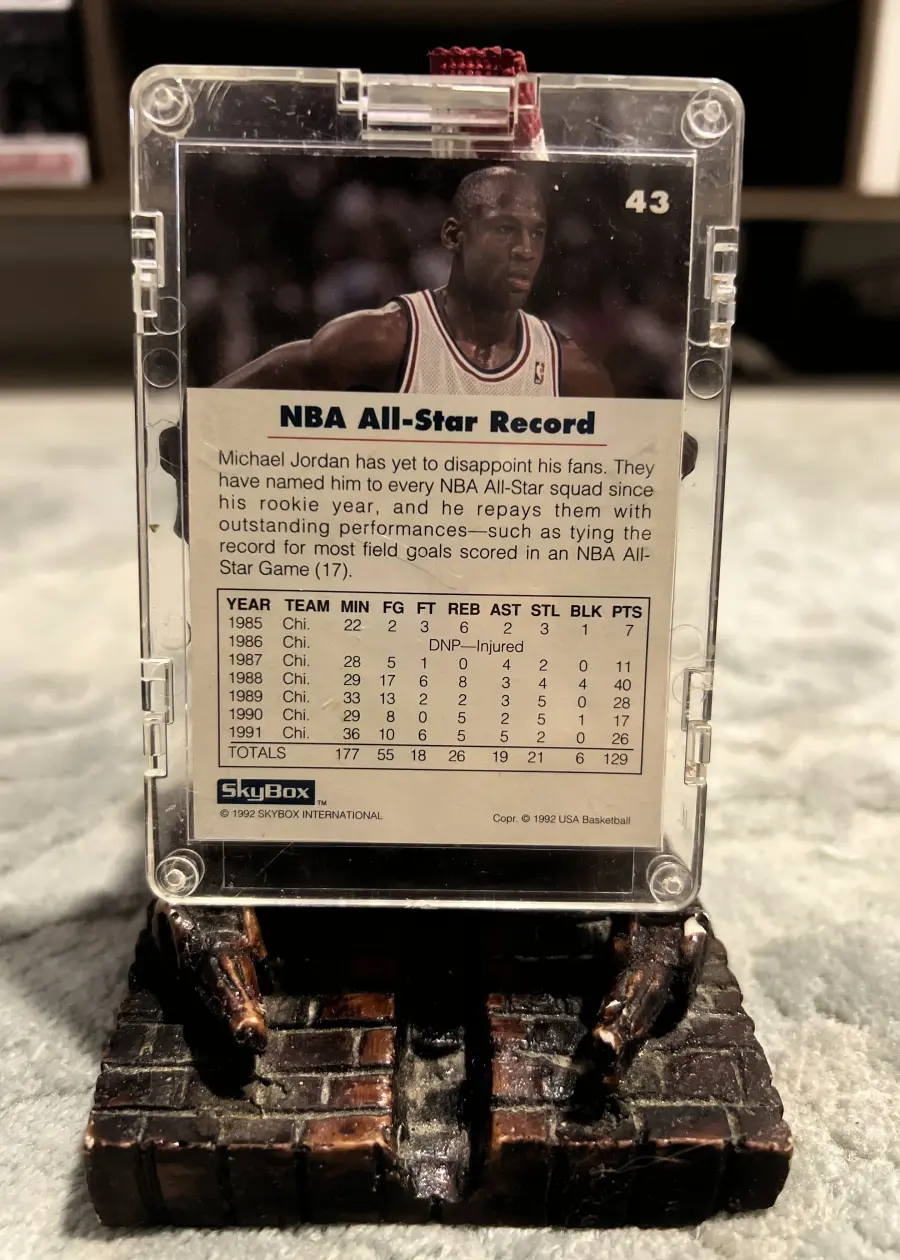 43
NBA All-Star Record
Michael Jordan has yet to disappoint his fans. They
have named him to every NBA All-Star squad since
his rookie year, and he repays them with
outstanding performances—such as tying the
record for most field goals scored in an NBA All-
Star Game (17).
YEAR TEAM MIN FG FT REB AST STL BLK PTS
1985 Chi. 22 2 3 6 2 3 1 7
1986 Chi. DNP—Injured
1987 Chi. 28 5 1 0 4 2 0 11
1988 Chi. 29 17 6 8 3 4 4 40
1989 Chi. 33 13 2 2 3 5 0 28
1990 Chi. 29 8 0 5 2 5 1 17
1991 Chi. 36 10 6 5 5 2 0 26
TOTALS 177 55 18 26 19 21 6 129
SkyBox™
© 1992 SKYBOX INTERNATIONAL Copr. © 1992 USA Basketball